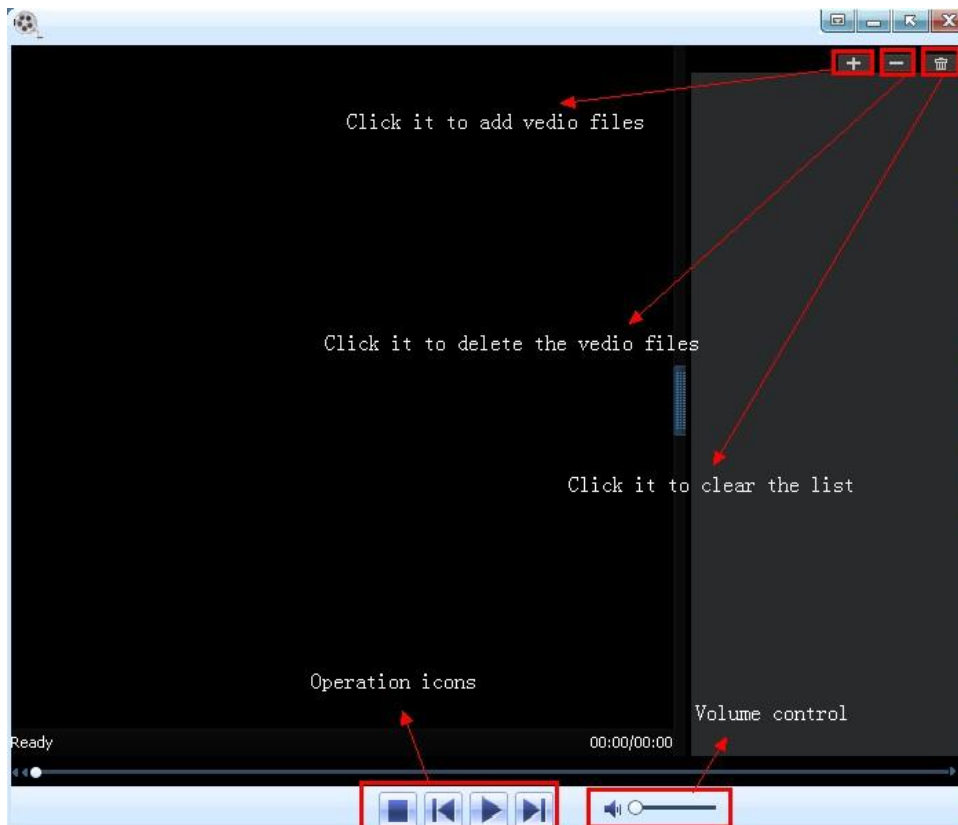 Click it to add vedio files
Click it to delete the vedio files
Click it to clear the list
Operation icons
Volume control
Ready
00:00/00:00